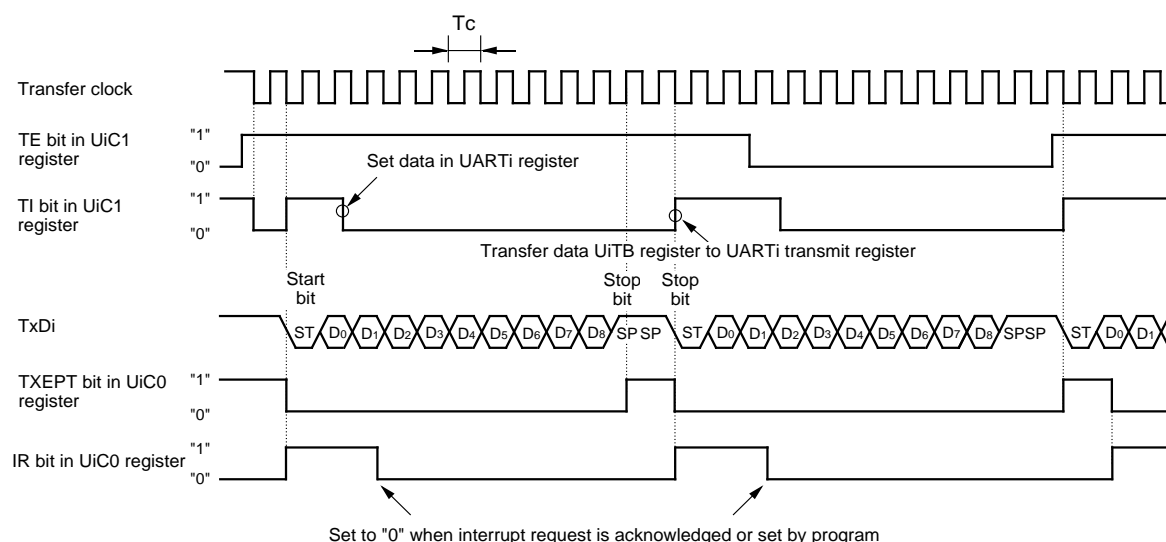 Tc
Transfer clock
TE bit in UiC1
register
"1"
"0"
Set data in UARTi register
TI bit in UiC1
register
"1"
"0"
Transfer data UiTB register to UARTi transmit register
Start
bit
Stop
bit
Stop
bit
TxDi
ST D0 D1 D2 D3 D4 D5 D6 D7 D8 SP SP ST D0 D1 D2 D3 D4 D5 D6 D7 D8 SPSP ST D0 D1
TXEPT bit in UiC0
register
"1"
"0"
IR bit in UiC0 register
"1"
"0"
Set to "0" when interrupt request is acknowledged or set by program